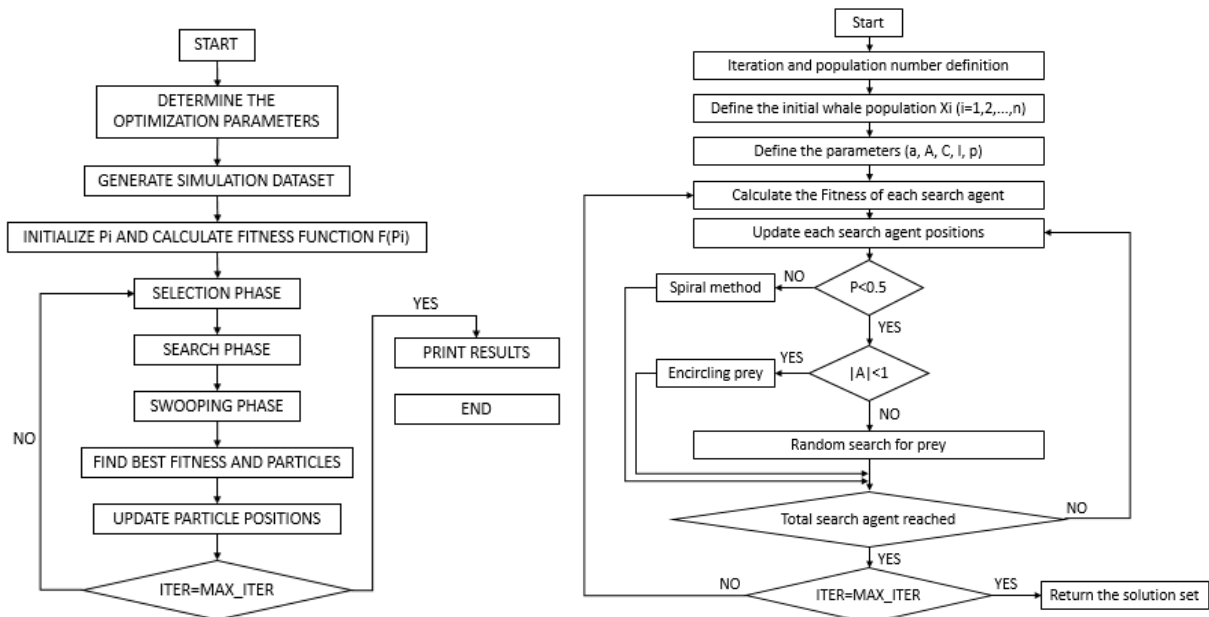 START
DETERMINE THE
OPTIMIZATION PARAMETERS
GENERATE SIMULATION DATASET
INITIALIZE Pi AND CALCULATE FITNESS FUNCTION F(Pi)
SELECTION PHASE
SEARCH PHASE
SWOOPING PHASE
FIND BEST FITNESS AND PARTICLES
UPDATE PARTICLE POSITIONS
ITER=MAX_ITER
NO
YES
PRINT RESULTS
END
Start
Iteration and population number definition
Define the initial whale population Xi (i=1,2,...,n)
Define the parameters (a, A, C, l, p)
Calculate the Fitness of each search agent
Update each search agent positions
P<0.5
NO
Spiral method
YES
|A|<1
YES
Encircling prey
NO
Random search for prey
Total search agent reached
NO
YES
ITER=MAX_ITER
NO
YES
Return the solution set